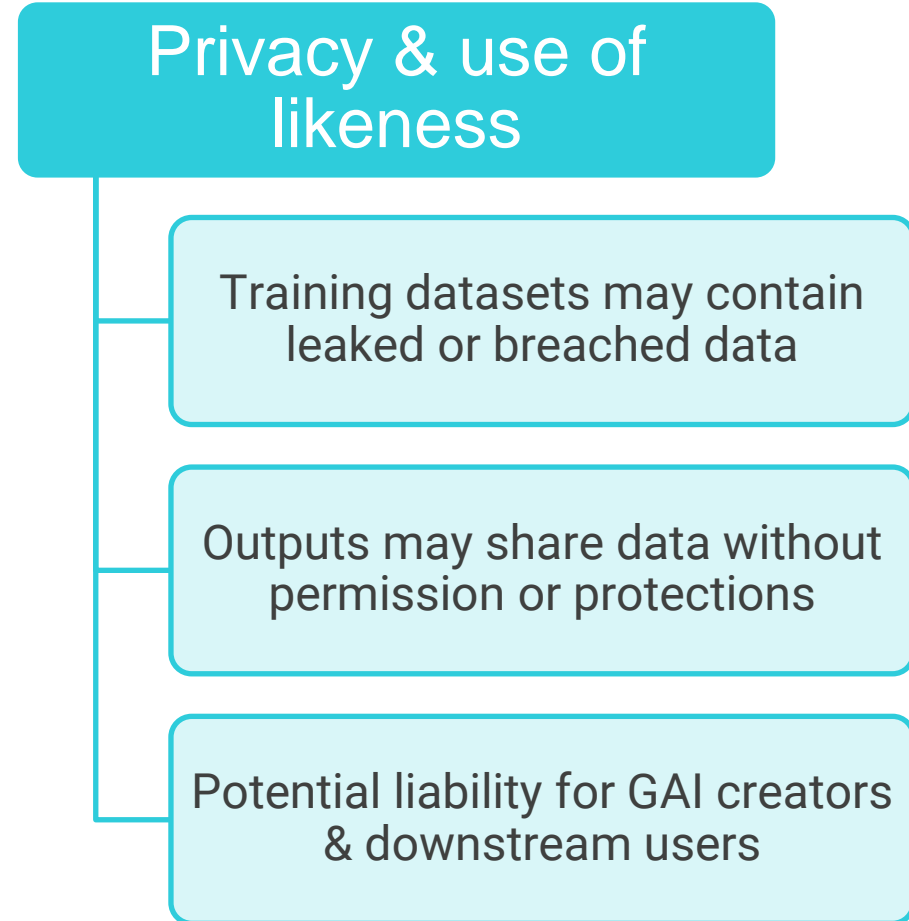 Privacy & use of
likeness
Training datasets may contain
leaked or breached data
Outputs may share data without
permission or protections
Potential liability for GAI creators
& downstream users